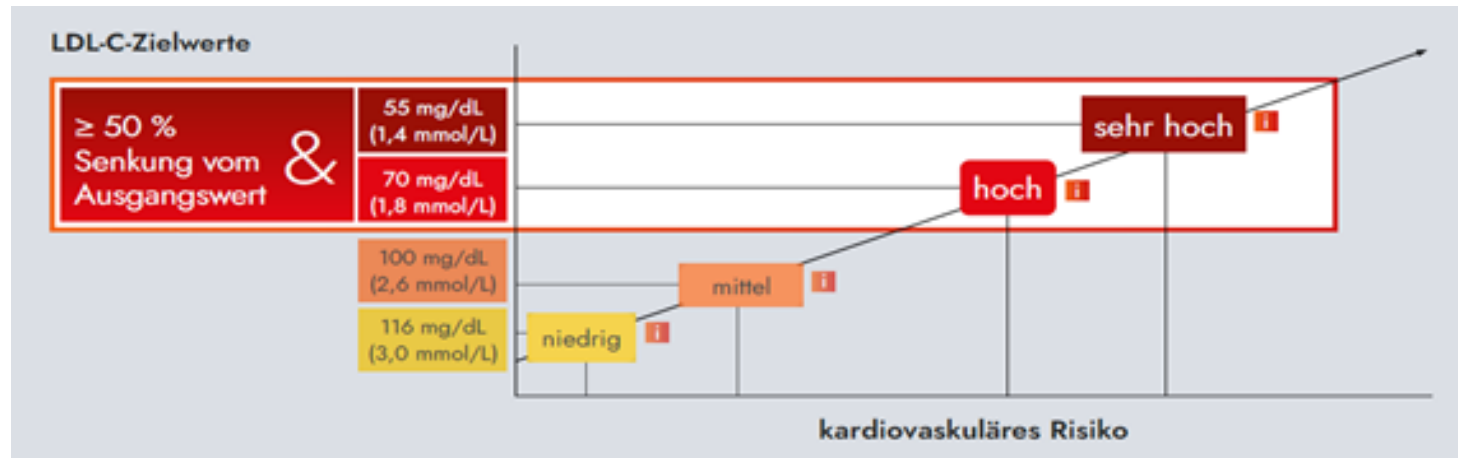 LDL-C-Zielwerte
≥ 50 %
Senkung vom
Ausgangswert
&
55 mg/dL
(1,4 mmol/L)
70 mg/dL
(1,8 mmol/L)
100 mg/dL
(2,6 mmol/L)
116 mg/dL
(3,0 mmol/L)
sehr hoch
i
hoch
i
mittel
i
niedrig
i
kardiovaskuläres Risiko